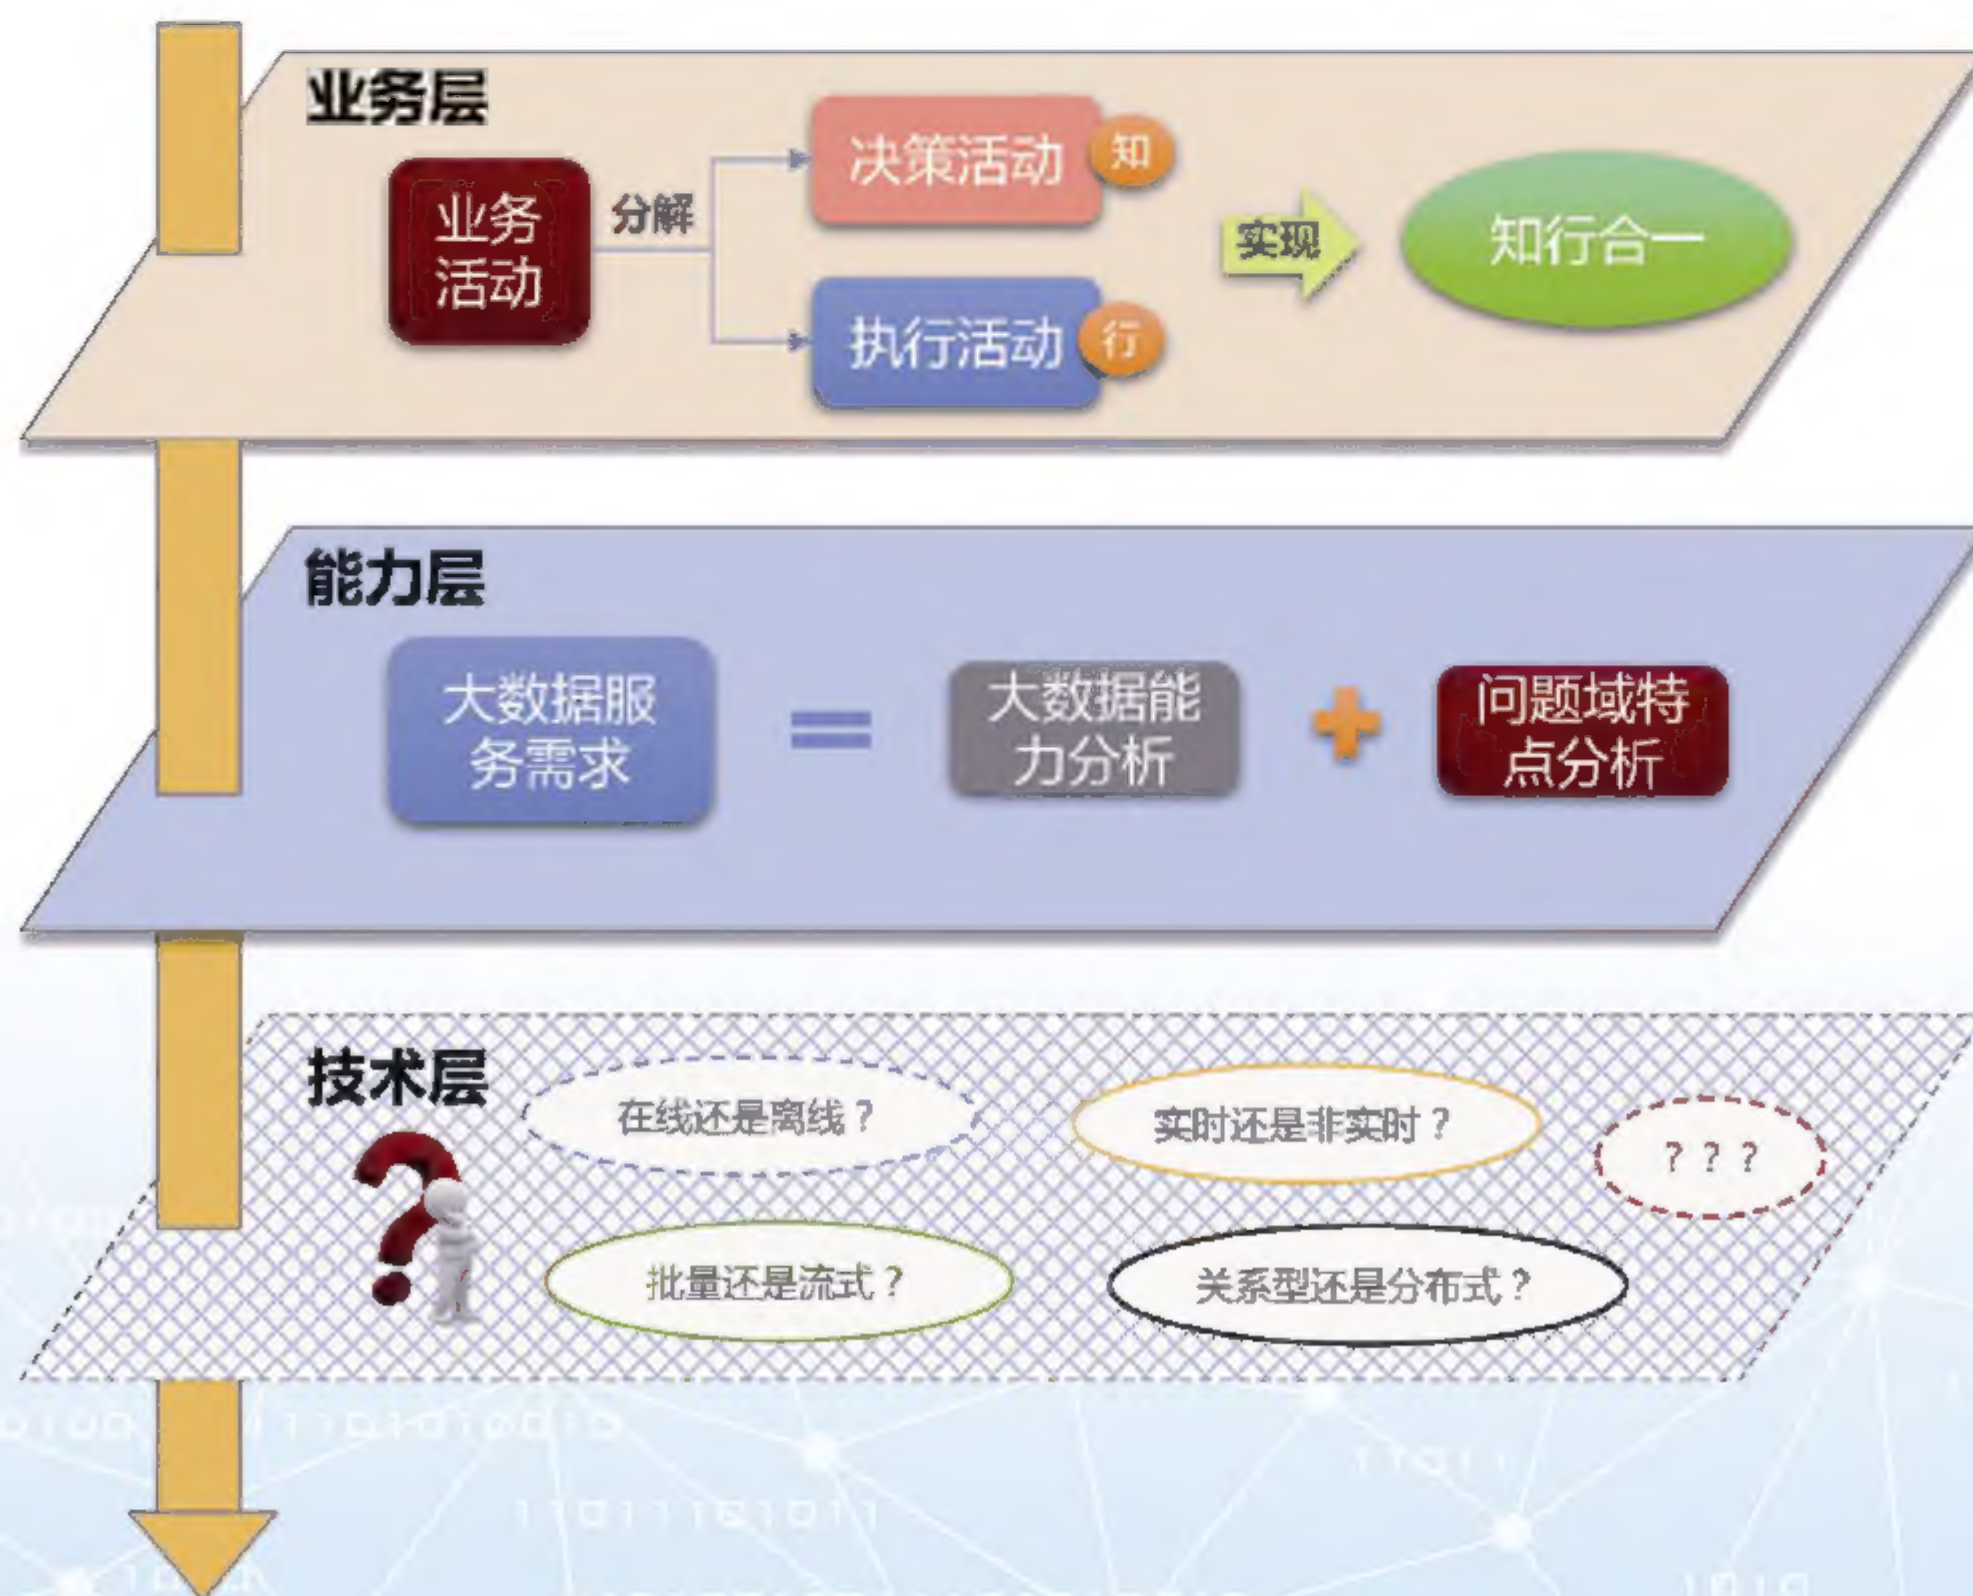 业务层
业务
活动
分解
决策活动
知
执行活动
行
实现
知行合一
能力层
大数据服
务需求
=
大数据能
力分析
+
问题域特
点分析
技术层
在线还是离线？
实时还是非实时？
？？？
批量还是流式？
关系型还是分布式？
11011101011
11011
1010